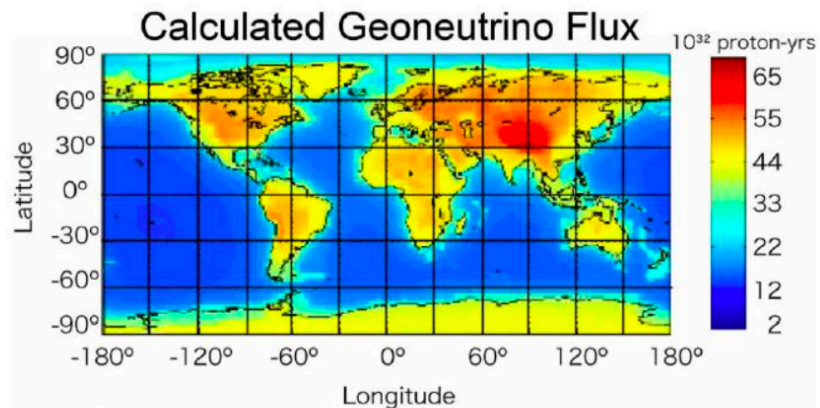 Calculated Geoneutrino Flux
10³² proton-yrs
90º
60º
30º
0º
-30º
-60º
-90º
Latitude
-180º -120º -60º 0º 60º 120º 180º
Longitude
65
55
44
33
22
12
2